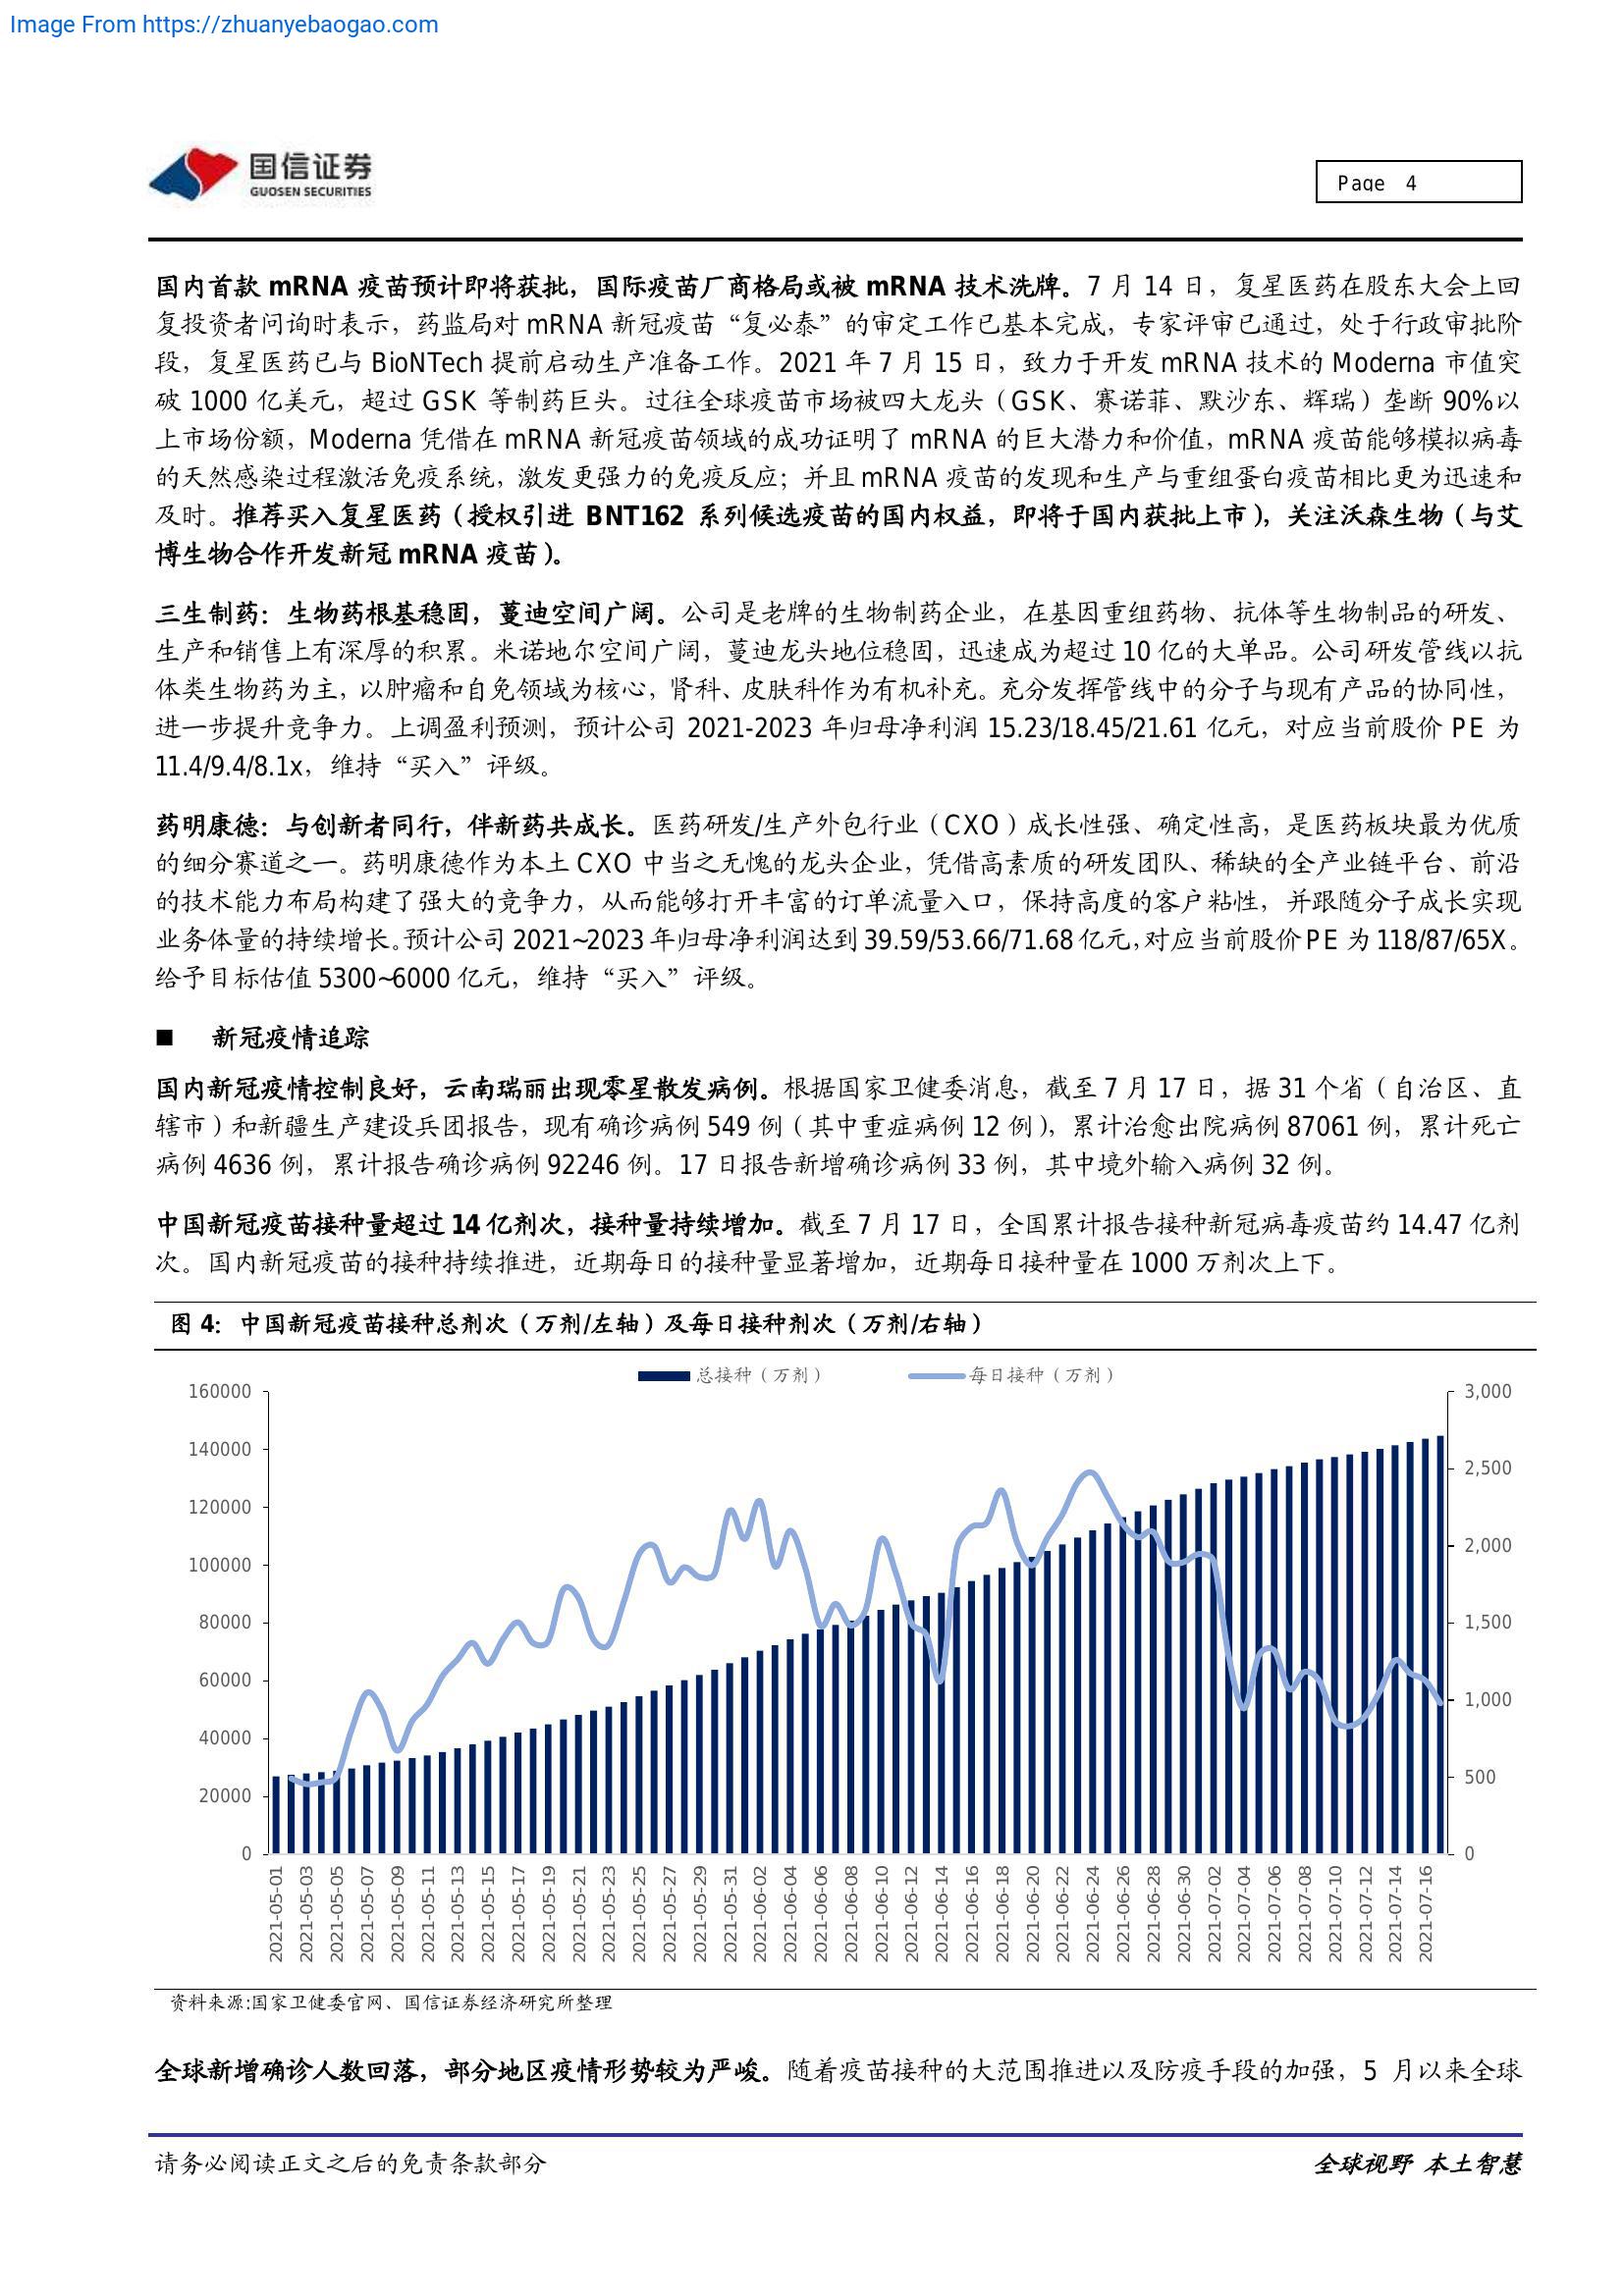 Image From https://zhuanyebaogao.com
国信证券
GUOSEN SECURITIES
Page 4
国内首款 mRNA 疫苗预计即将获批，国际疫苗厂商格局或被 mRNA 技术洗牌。7 月 14 日，复星医药在股东大会上回
复投资者问询时表示，药监局对 mRNA 新冠疫苗“复必泰”的审定工作已基本完成，专家评审已通过，处于行政审批阶
段，复星医药已与 BioNTech 提前启动生产准备工作。2021 年 7 月 15 日，致力于开发 mRNA 技术的 Moderna 市值突
破 1000 亿美元，超过 GSK 等制药巨头。过往全球疫苗市场被四大龙头（GSK、赛诺菲、默沙东、辉瑞）垄断 90%以
上市场份额，Moderna 凭借在 mRNA 新冠疫苗领域的成功证明了 mRNA 的巨大潜力和价值，mRNA 疫苗能够模拟病毒
的天然感染过程激活免疫系统，激发更强力的免疫反应；并且 mRNA 疫苗的发现和生产与重组蛋白疫苗相比更为迅速和
及时。推荐买入复星医药（授权引进 BNT162 系列候选疫苗的国内权益，即将于国内获批上市），关注沃森生物（与艾
博生物合作开发新冠 mRNA 疫苗）。
三生制药：生物药根基稳固，蔓迪空间广阔。公司是老牌的生物制药企业，在基因重组药物、抗体等生物制品的研发、
生产和销售上有深厚的积累。米诺地尔空间广阔，蔓迪龙头地位稳固，迅速成为超过 10 亿的大单品。公司研发管线以抗
体类生物药为主，以肿瘤和自免领域为核心，肾科、皮肤科作为有机补充。充分发挥管线中的分子与现有产品的协同性，
进一步提升竞争力。上调盈利预测，预计公司 2021-2023 年归母净利润 15.23/18.45/21.61 亿元，对应当前股价 PE 为
11.4/9.4/8.1x，维持“买入”评级。
药明康德：与创新者同行，伴新药共成长。医药研发/生产外包行业（CXO）成长性强、确定性高，是医药板块最为优质
的细分赛道之一。药明康德作为本土 CXO 中当之无愧的龙头企业，凭借高素质的研发团队、稀缺的全产业链平台、前沿
的技术能力布局构建了强大的竞争力，从而能够打开丰富的订单流量入口，保持高度的客户粘性，并跟随分子成长实现
业务体量的持续增长。预计公司 2021~2023 年归母净利润达到 39.59/53.66/71.68 亿元，对应当前股价 PE 为 118/87/65X。
给予目标估值 5300~6000 亿元，维持“买入”评级。
■ 新冠疫情追踪
国内新冠疫情控制良好，云南瑞丽出现零星散发病例。根据国家卫健委消息，截至 7 月 17 日，据 31 个省（自治区、直
辖市）和新疆生产建设兵团报告，现有确诊病例 549 例（其中重症病例 12 例），累计治愈出院病例 87061 例，累计死亡
病例 4636 例，累计报告确诊病例 92246 例。17 日报告新增确诊病例 33 例，其中境外输入病例 32 例。
中国新冠疫苗接种量超过 14 亿剂次，接种量持续增加。截至 7 月 17 日，全国累计报告接种新冠病毒疫苗约 14.47 亿剂
次。国内新冠疫苗的接种持续推进，近期每日的接种量显著增加，近期每日接种量在 1000 万剂次上下。
图 4：中国新冠疫苗接种总剂次（万剂/左轴）及每日接种剂次（万剂/右轴）
总接种（万剂） 每日接种（万剂）
160000
140000
120000
100000
80000
60000
40000
20000
0
3,000
2,500
2,000
1,500
1,000
500
0
2021-05-01
2021-05-03
2021-05-05
2021-05-07
2021-05-09
2021-05-11
2021-05-13
2021-05-15
2021-05-17
2021-05-19
2021-05-21
2021-05-23
2021-05-25
2021-05-27
2021-05-29
2021-05-31
2021-06-02
2021-06-04
2021-06-06
2021-06-08
2021-06-10
2021-06-12
2021-06-14
2021-06-16
2021-06-18
2021-06-20
2021-06-22
2021-06-24
2021-06-26
2021-06-28
2021-06-30
2021-07-02
2021-07-04
2021-07-06
2021-07-08
2021-07-10
2021-07-12
2021-07-14
2021-07-16
资料来源:国家卫健委官网、国信证券经济研究所整理
全球新增确诊人数回落，部分地区疫情形势较为严峻。随着疫苗接种的大范围推进以及防疫手段的加强，5 月以来全球
请务必阅读正文之后的免责条款部分
全球视野 本土智慧